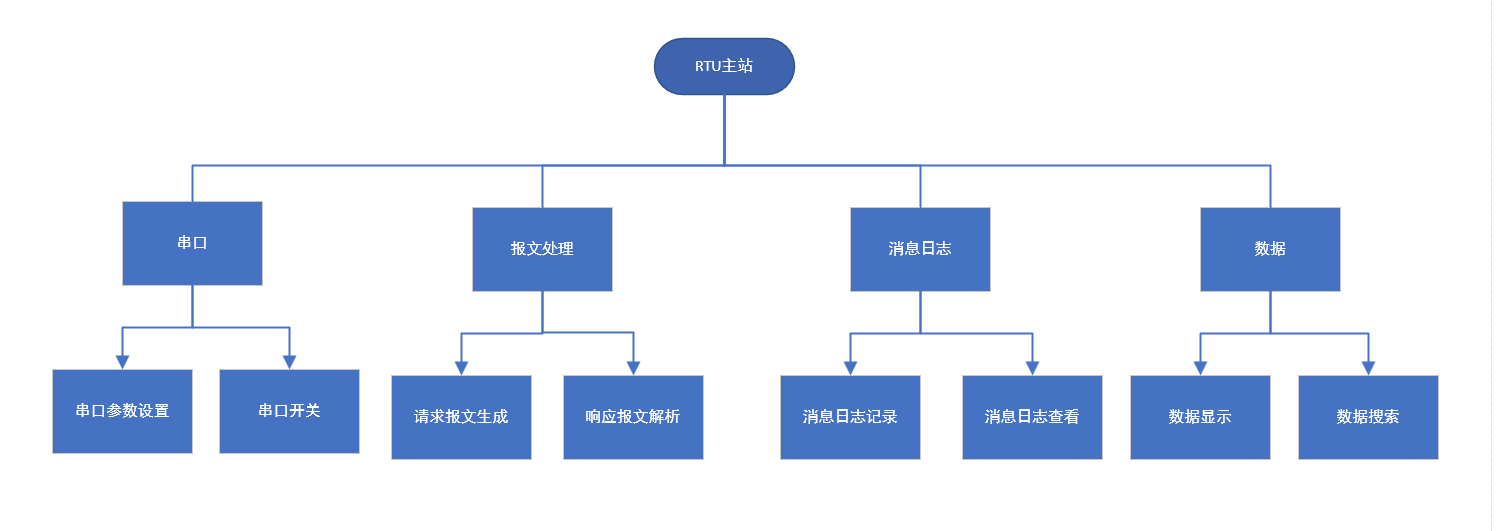 RTU主站
串口
报文处理
消息日志
数据
串口参数设置
串口开关
请求报文生成
响应报文解析
消息日志记录
消息日志查看
数据显示
数据搜索